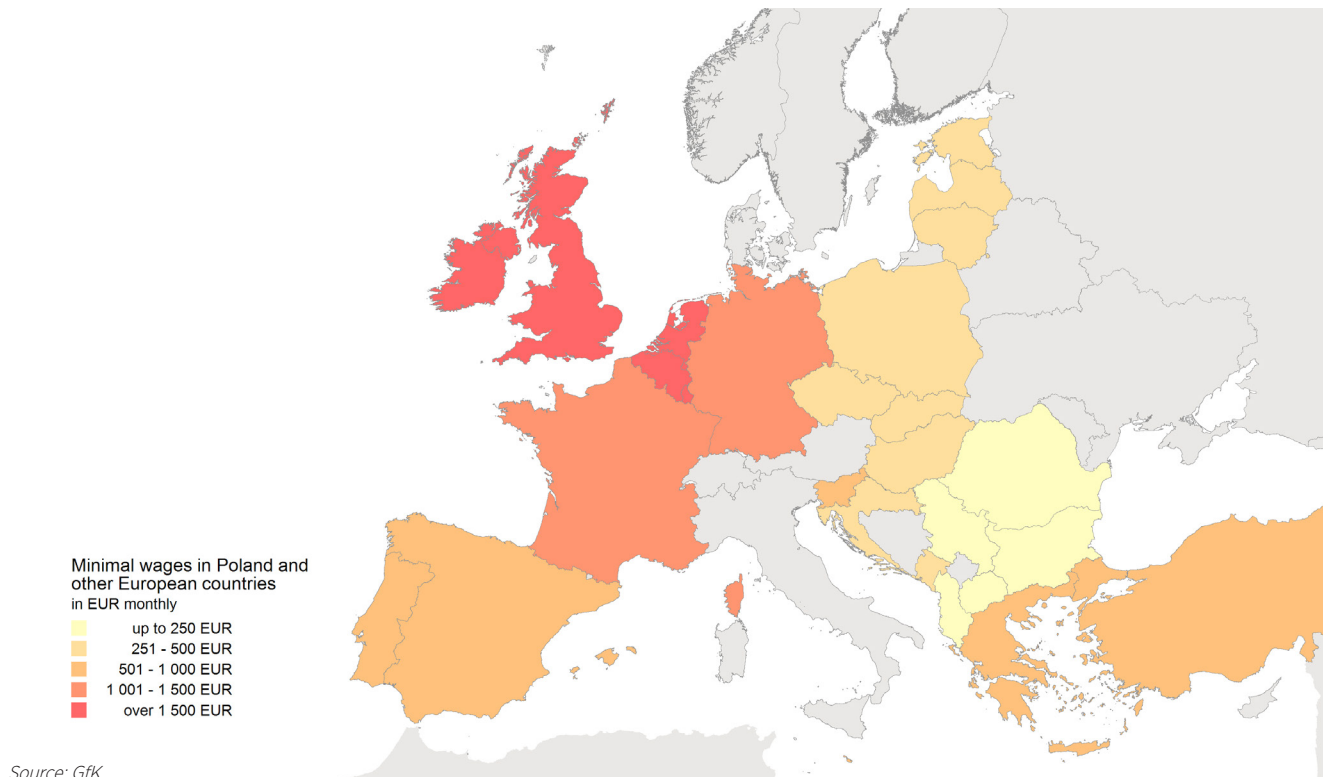 Minimal wages in Poland and
other European countries
in EUR monthly
up to 250 EUR
251 - 500 EUR
501 - 1 000 EUR
1 001 - 1 500 EUR
over 1 500 EUR
Source: GfK